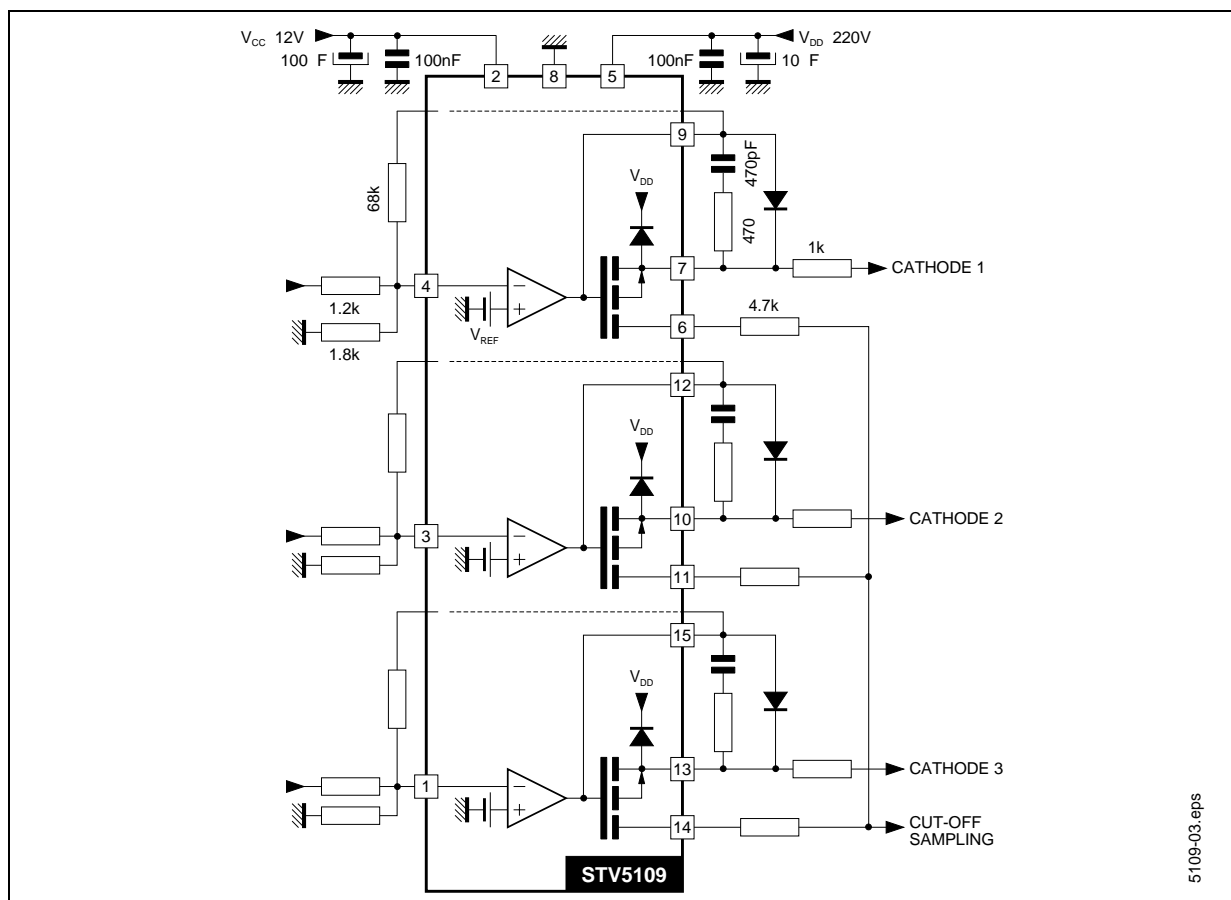 V_CC 12V
V_DD 220V
100 F
100nF
100nF
10 F
2
8
5
9
68k
V_DD
470pF
470
7
1k
CATHODE 1
4
1.2k
1.8k
V_REF
4.7k
6
12
V_DD
10
CATHODE 2
3
11
15
V_DD
13
CATHODE 3
1
14
CUT-OFF
SAMPLING
STV5109
5109-03.eps